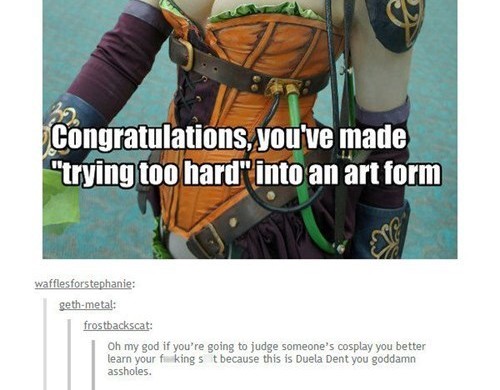 Congratulations, you've made
"trying too hard" into an art form
wafflesforstephanie:
geth-metal:
frostbackscat:
Oh my god if you're going to judge someone's cosplay you better
learn your f king s t because this is Duela Dent you goddamn
assholes.